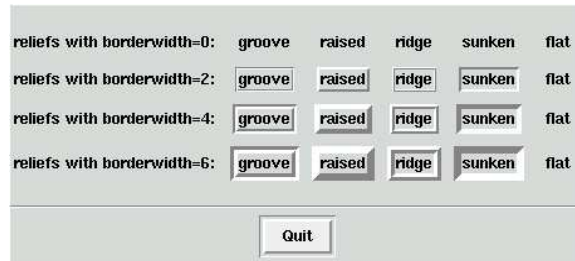 reliefs with borderwidth=0: groove raised ridge sunken flat
reliefs with borderwidth=2: groove raised ridge sunken flat
reliefs with borderwidth=4: groove raised ridge sunken flat
reliefs with borderwidth=6: groove raised ridge sunken flat
Quit